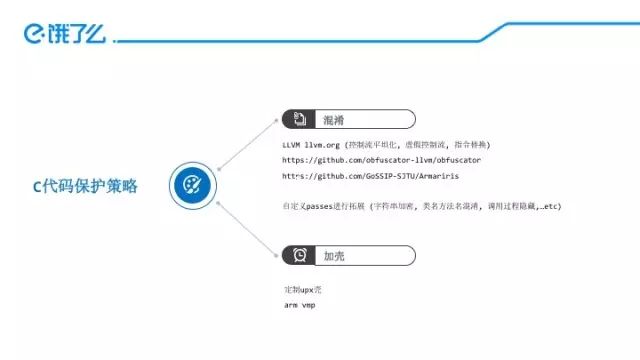 饿了么
C代码保护策略
混淆
LLVM llvm.org (控制流平坦化, 虚假控制流, 指令替换)
https://github.com/obfuscator-llvm/obfuscator
https://github.com/GoSSIP-SJTU/Armariris
自定义passes进行拓展 (字符串加密, 类名方法名混淆, 调用过程隐藏,…etc)
加壳
定制upx壳
arm vmp